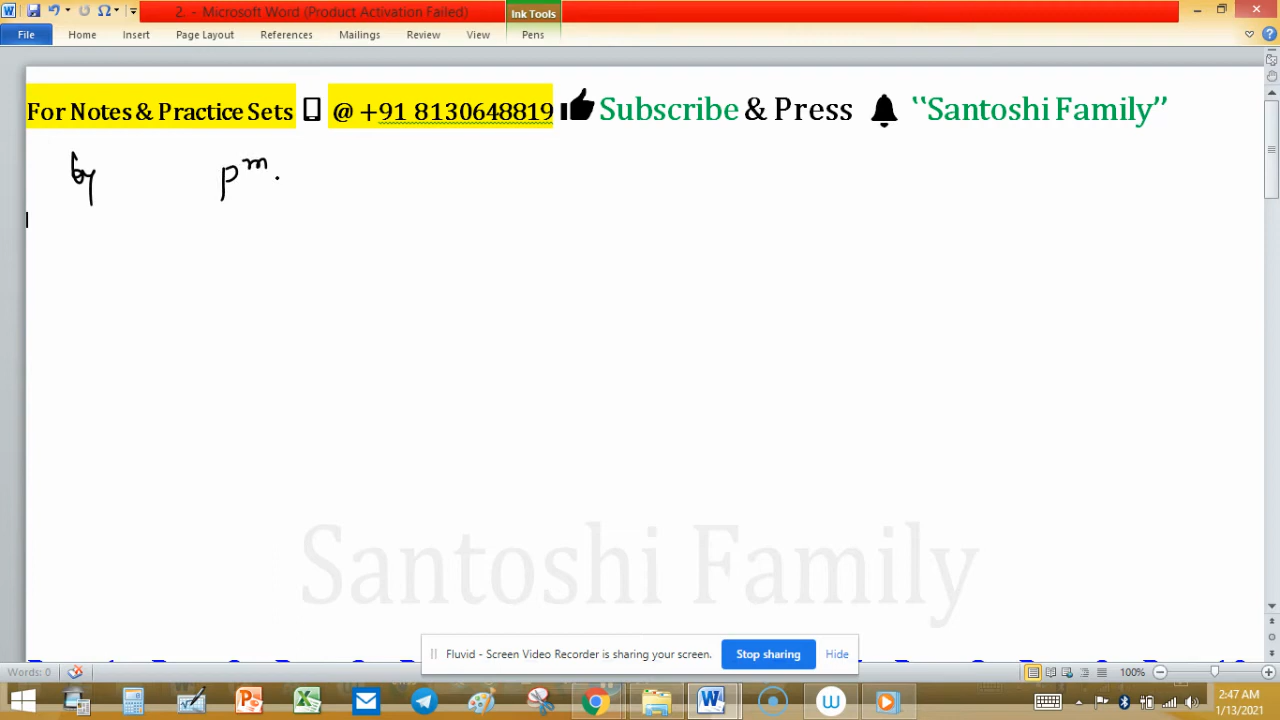 2. - Microsoft Word (Product Activation Failed)
Ink Tools
File Home Insert Page Layout References Mailings Review View Pens
For Notes & Practice Sets @ +91 8130648819 Subscribe & Press ‘‘Santoshi Family’’
by pᵐ.
Santoshi Family
Fluvid - Screen Video Recorder is sharing your screen. Stop sharing Hide
Words: 0 100%
2:47 AM
1/13/2021